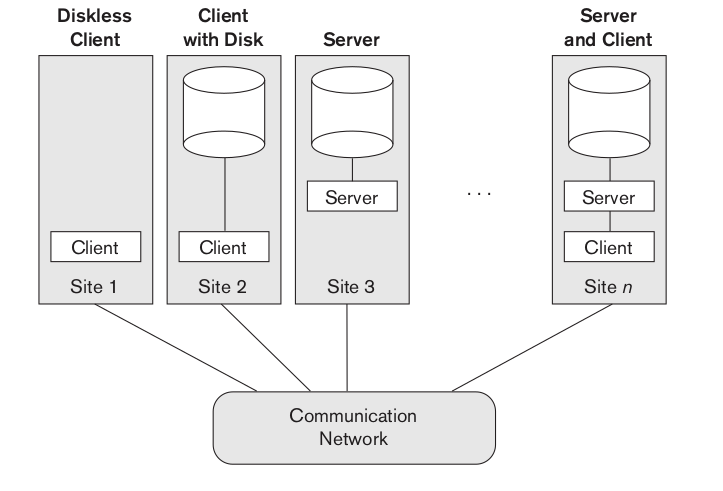 Diskless
Client
Client
with Disk
Server
Server
and Client
Client
Site 1
Client
Site 2
Server
Site 3
. . .
Server
Client
Site n
Communication
Network